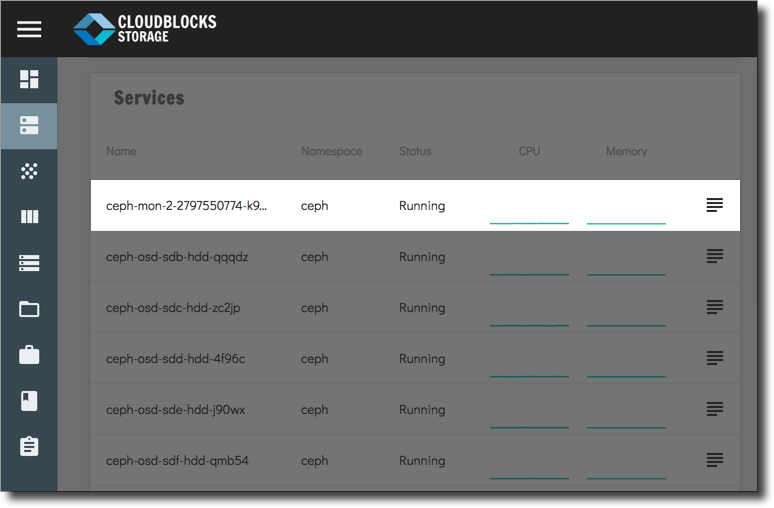 CLOUDBLOCKS
STORAGE
Services
Name Namespace Status CPU Memory
ceph-mon-2-2797550774-k9... ceph Running
ceph-osd-sdb-hdd-qqqdz ceph Running
ceph-osd-sdc-hdd-zc2jp ceph Running
ceph-osd-sdd-hdd-4f96c ceph Running
ceph-osd-sde-hdd-j90wx ceph Running
ceph-osd-sdf-hdd-qmb54 ceph Running